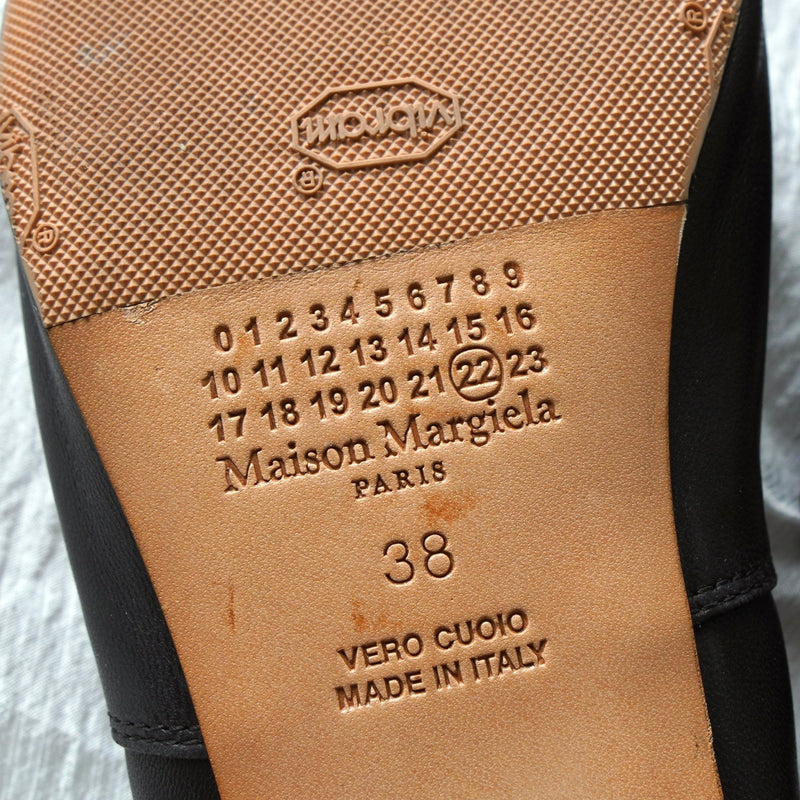 vibram
®
®
®
0 1 2 3 4 5 6 7 8 9
10 11 12 13 14 15 16
17 18 19 20 21 22 23
Maison Margiela
PARIS
38
VERO CUOIO
MADE IN ITALY